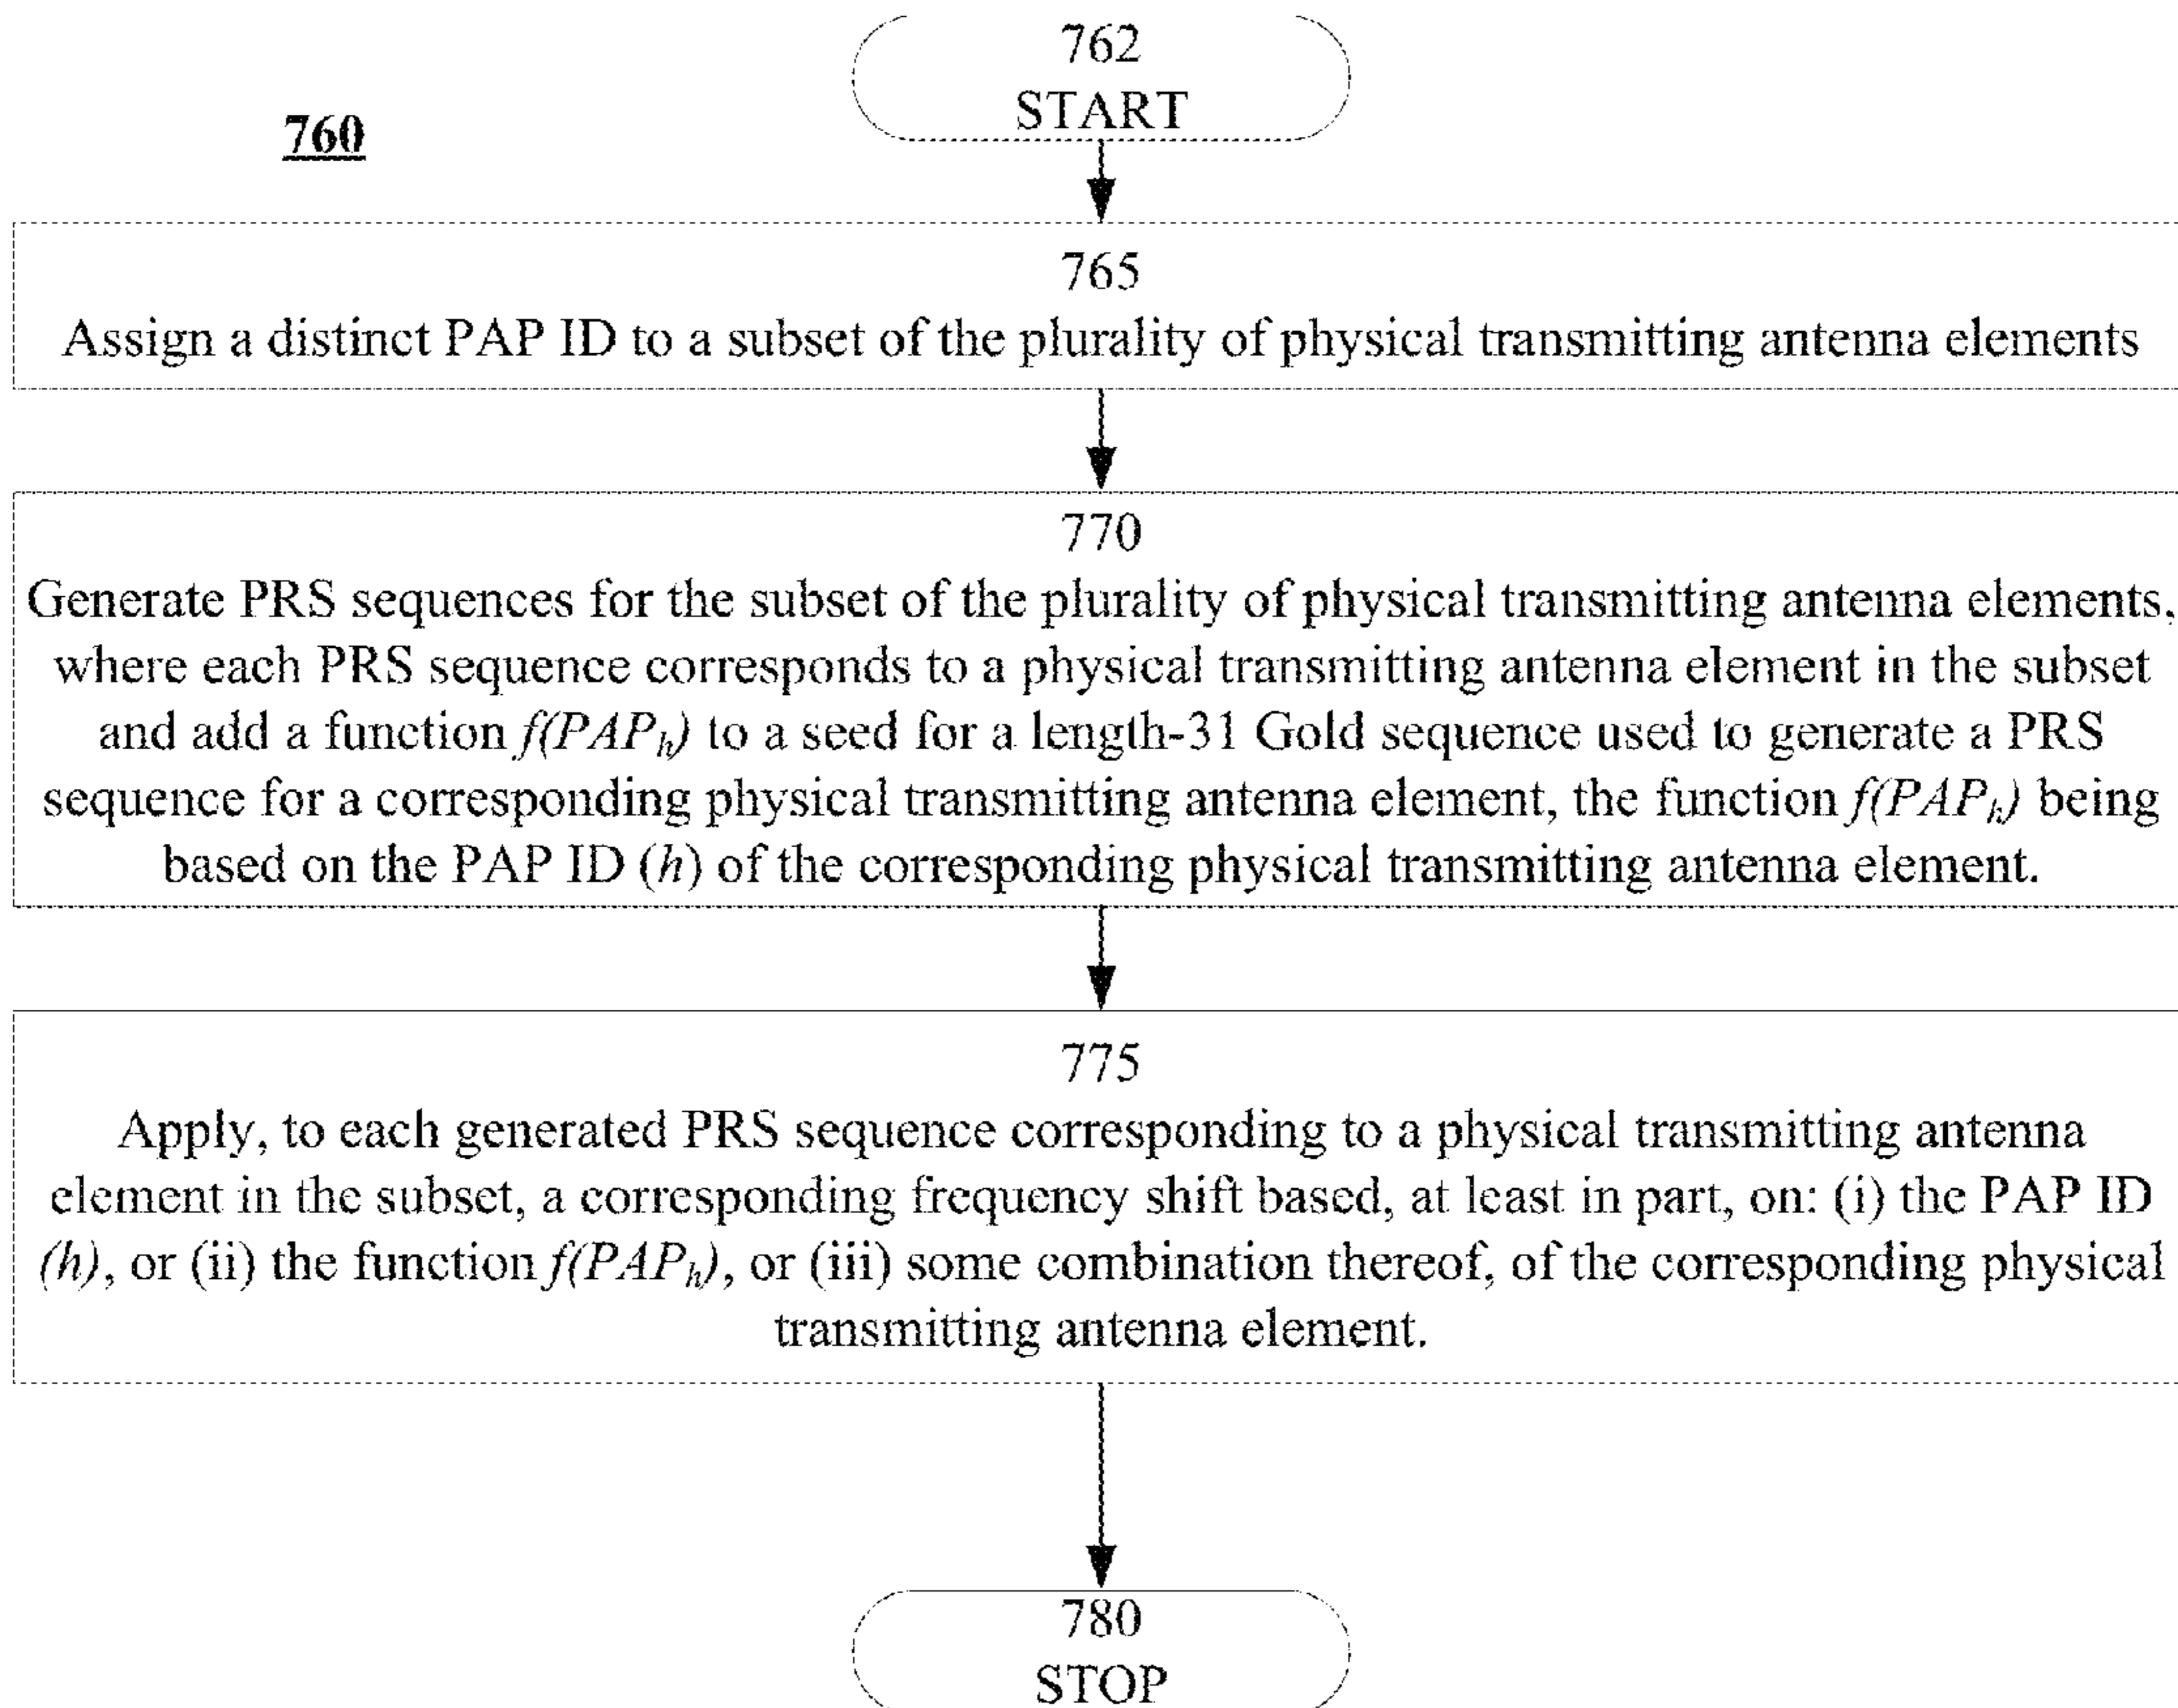 762
START
760
765
Assign a distinct PAP ID to a subset of the plurality of physical transmitting antenna elements
770
Generate PRS sequences for the subset of the plurality of physical transmitting antenna elements,
where each PRS sequence corresponds to a physical transmitting antenna element in the subset
and add a function f(PAPh) to a seed for a length-31 Gold sequence used to generate a PRS
sequence for a corresponding physical transmitting antenna element, the function f(PAPh) being
based on the PAP ID (h) of the corresponding physical transmitting antenna element.
775
Apply, to each generated PRS sequence corresponding to a physical transmitting antenna
element in the subset, a corresponding frequency shift based, at least in part, on: (i) the PAP ID
(h), or (ii) the function f(PAPh), or (iii) some combination thereof, of the corresponding physical
transmitting antenna element.
780
STOP